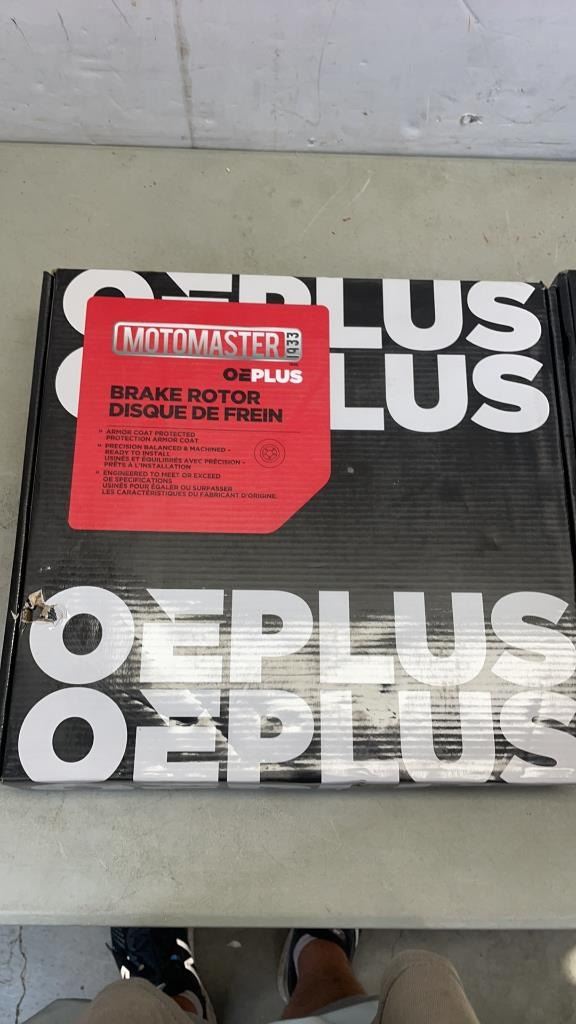 OEPLUS
OEPLUS
MOTOMASTER 1933
OEPLUS
BRAKE ROTOR
DISQUE DE FREIN
» ARMOR COAT PROTECTED
PROTECTION ARMOR COAT
» PRECISION BALANCED & MACHINED –
READY TO INSTALL
USINÉS ET ÉQUILIBRÉS AVEC PRÉCISION –
PRÊTS À L'INSTALLATION
» ENGINEERED TO MEET OR EXCEED
OE SPECIFICATIONS
USINÉS POUR ÉGALER OU SURPASSER
LES CARACTÉRISTIQUES DU FABRICANT D'ORIGINE.
OEPLUS
OEPLUS